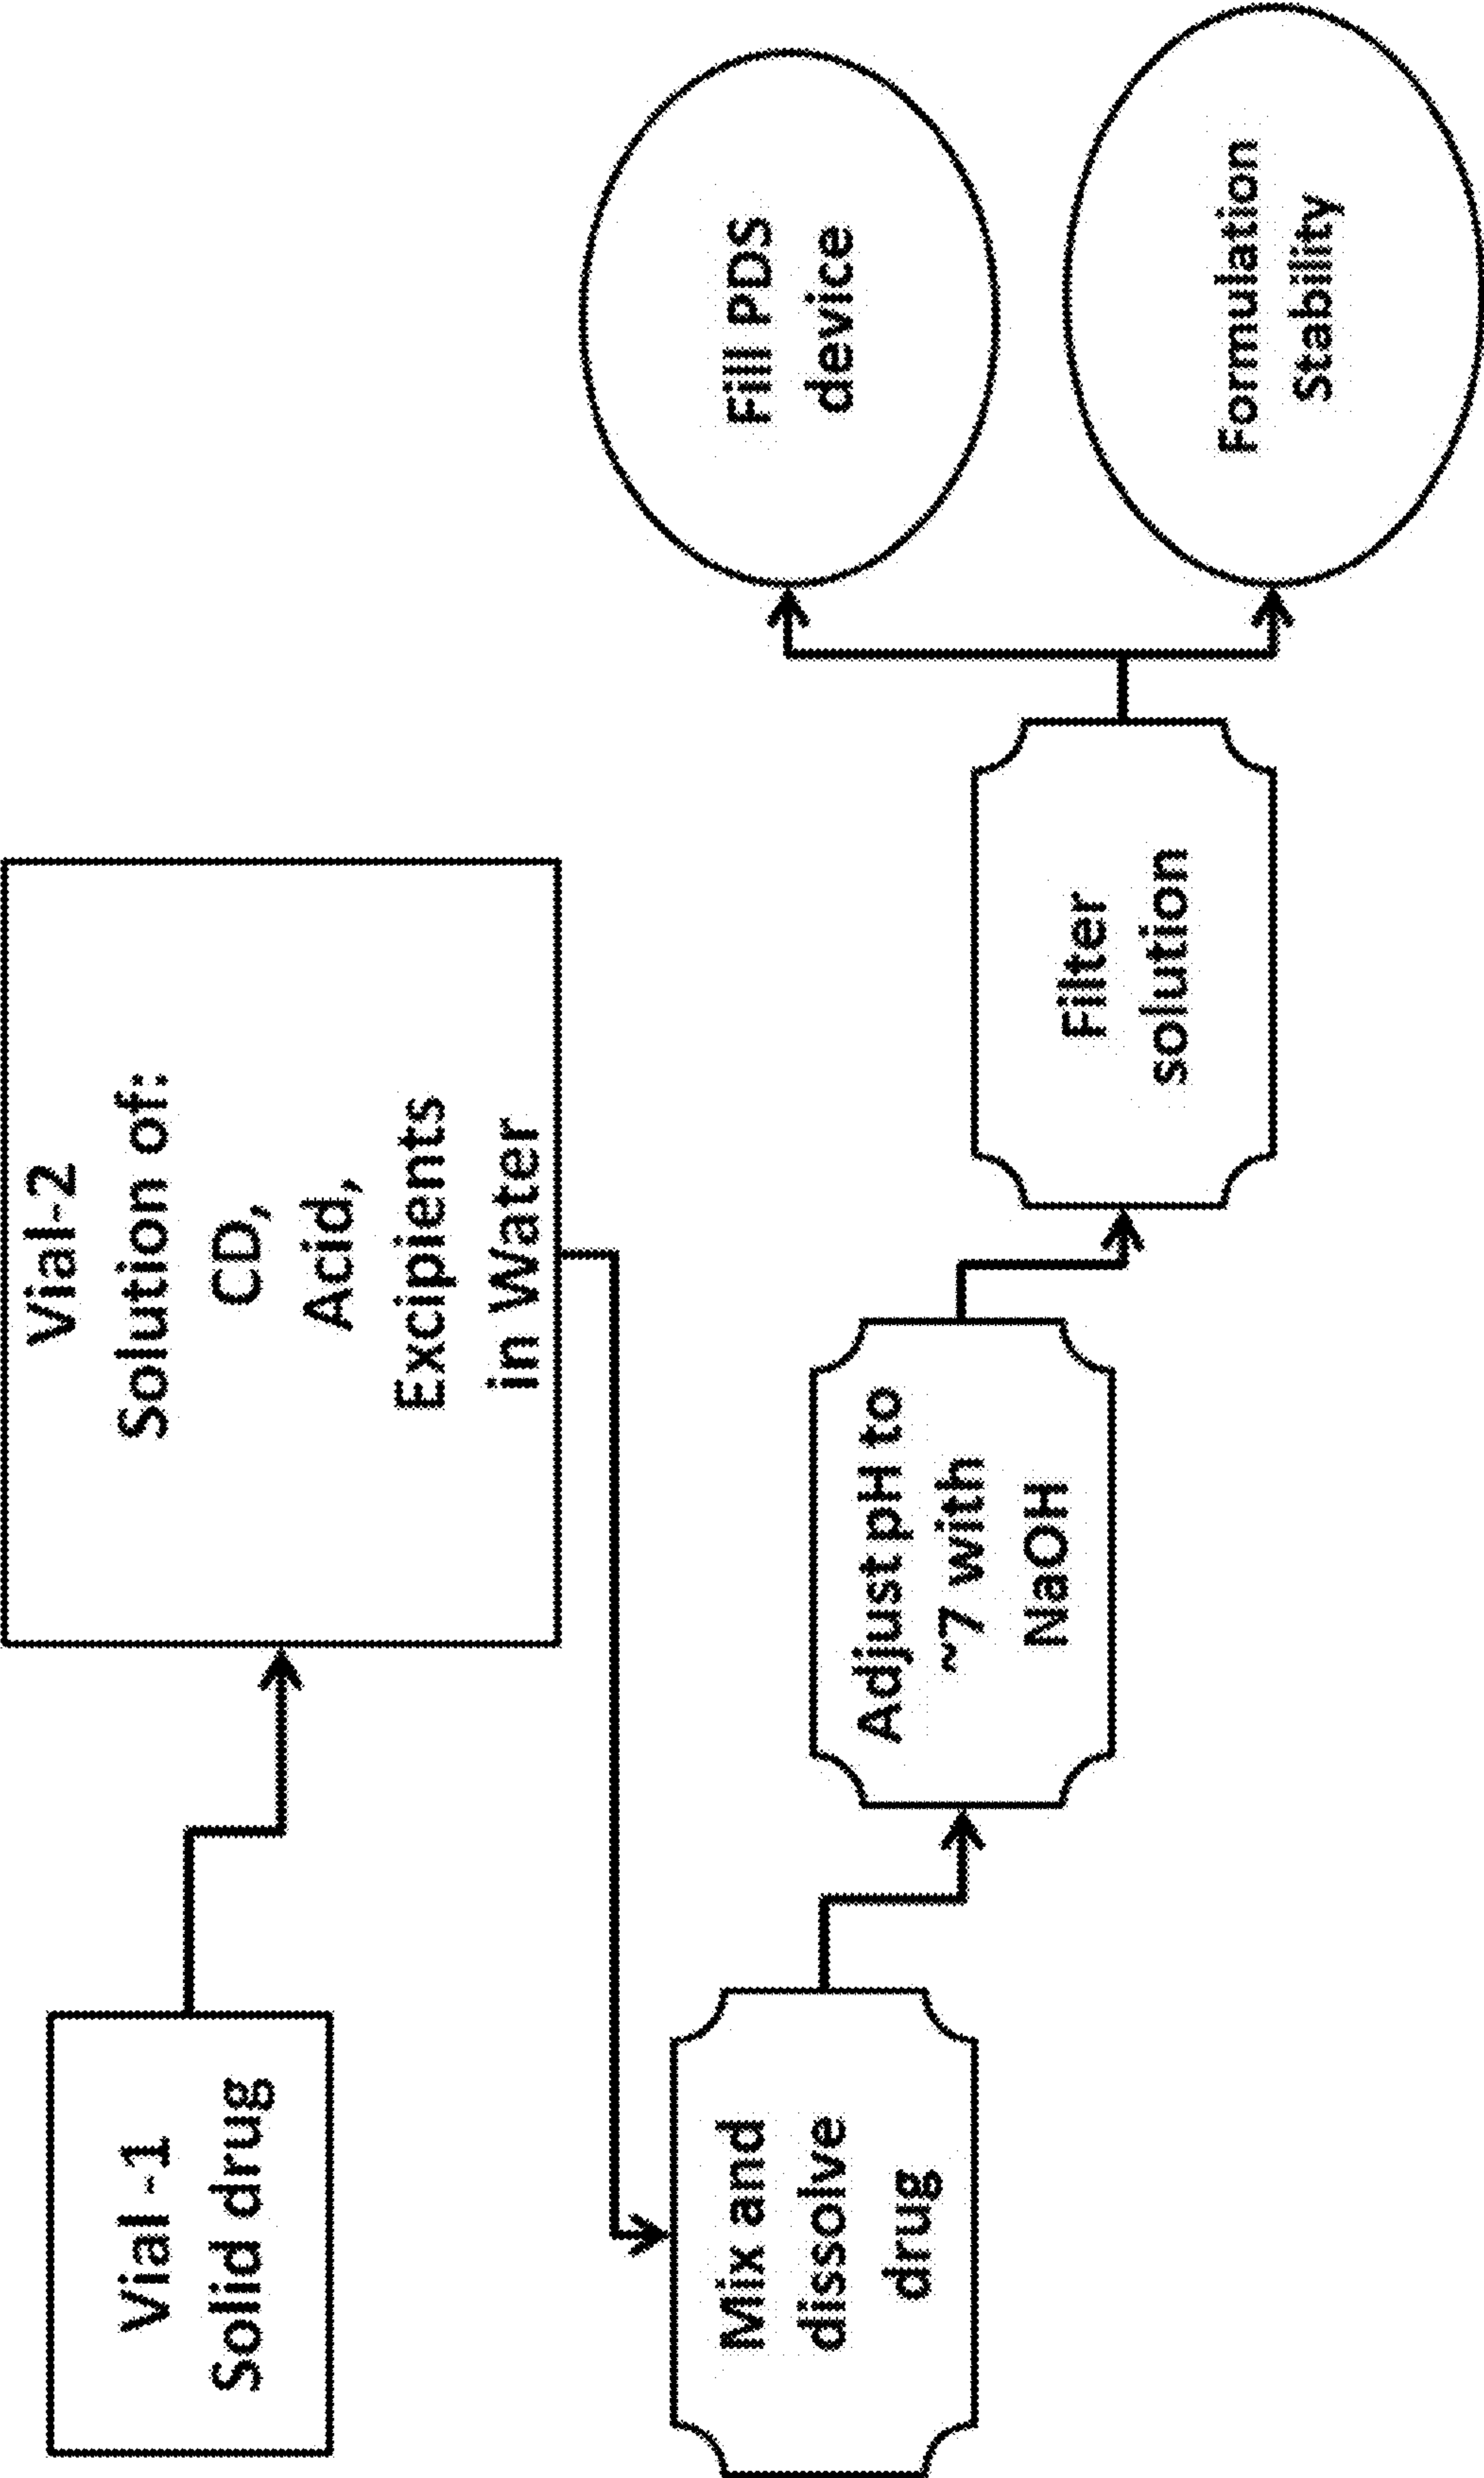 Vial -1
Solid drug
Vial-2
Solution of:
CD,
Acid,
Excipients
in Water
Mix and
dissolve
drug
Adjust pH to
~7 with
NaOH
Filter
solution
Fill PDS
device
Formulation
Stability